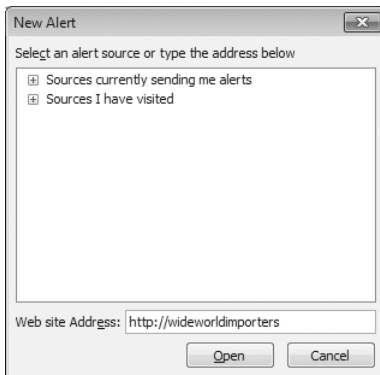 New Alert
Select an alert source or type the address below
Sources currently sending me alerts
Sources I have visited
Web site Address: http://wideworldimporters
Open Cancel